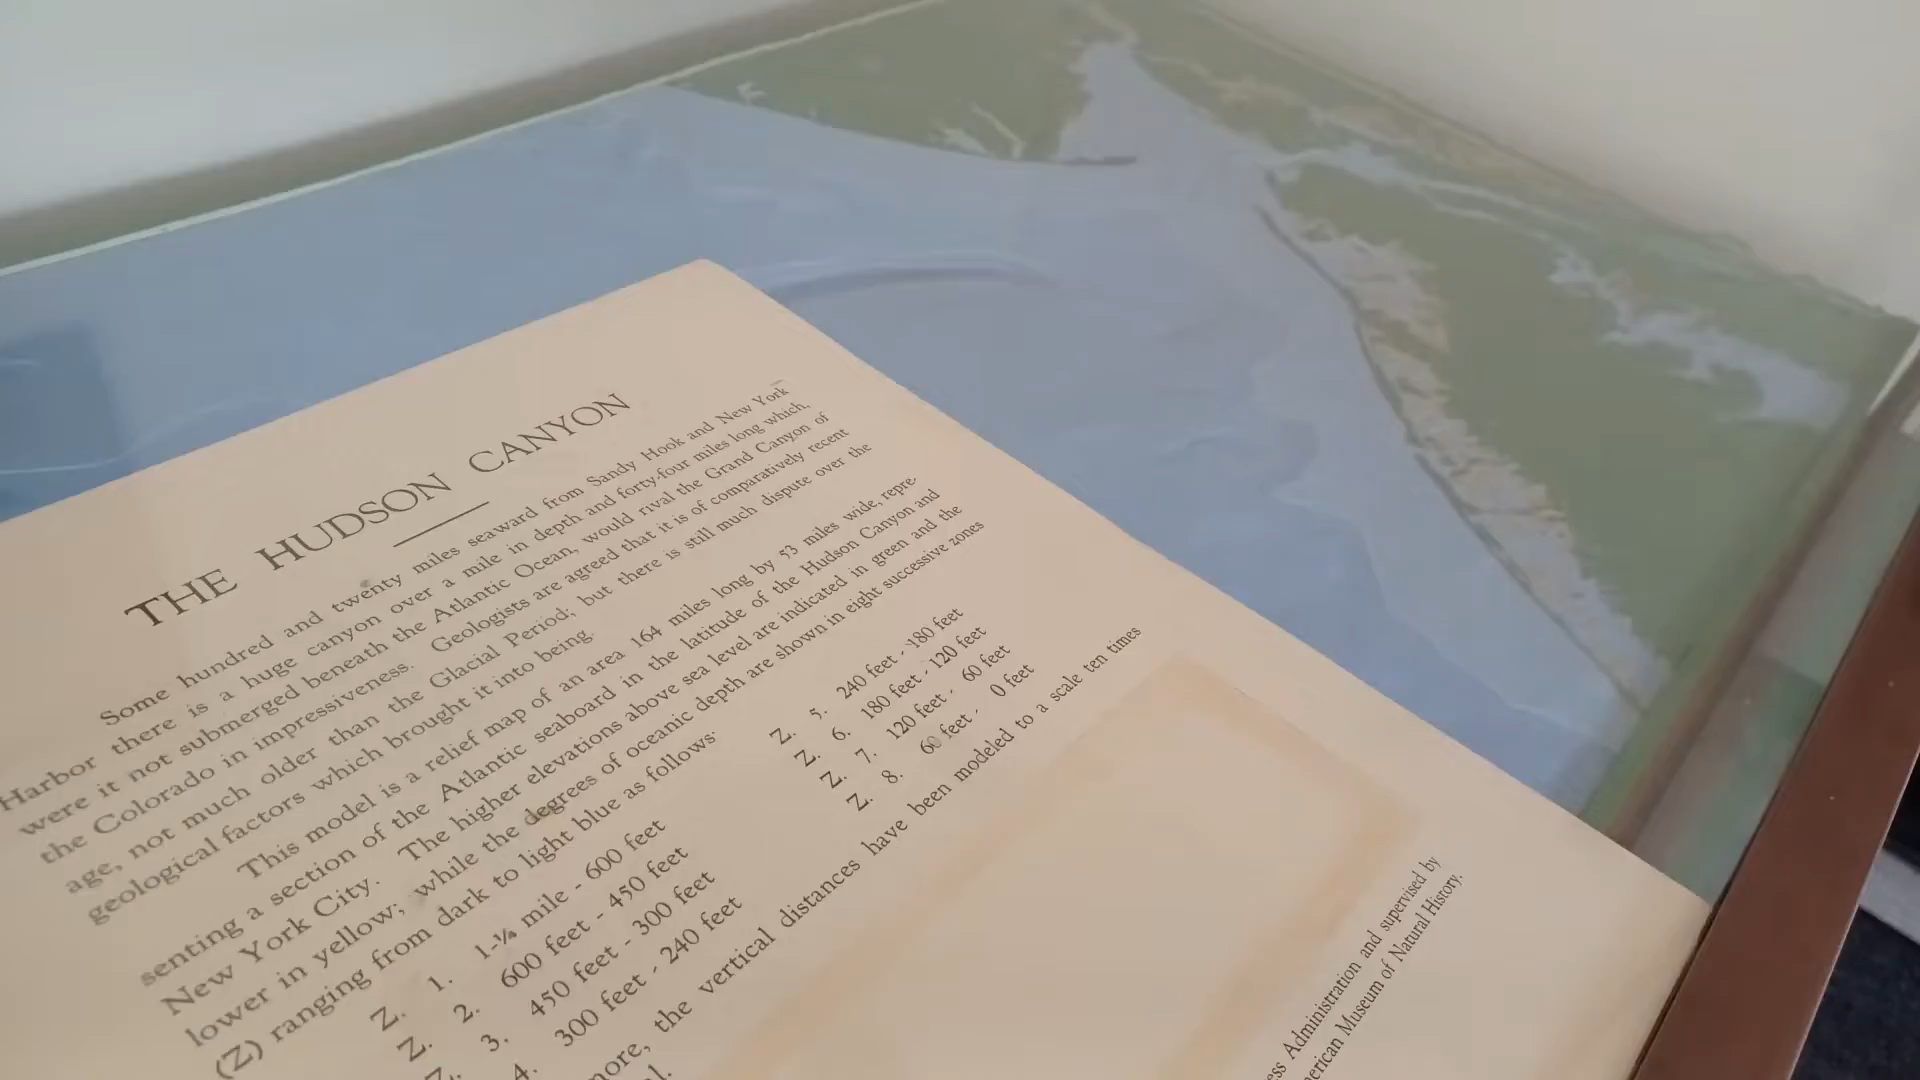 THE HUDSON CANYON
Some hundred and twenty miles seaward from Sandy Hook and New York
Harbor there is a huge canyon over a mile in depth and forty-four miles long which,
were it not submerged beneath the Atlantic Ocean, would rival the Grand Canyon of
the Colorado in impressiveness. Geologists are agreed that it is of comparatively recent
age, not much older than the Glacial Period; but there is still much dispute over the
geological factors which brought it into being.
This model is a relief map of an area 164 miles long by 53 miles wide, repre-
senting a section of the Atlantic seaboard in the latitude of the Hudson Canyon and
New York City. The higher elevations above sea level are indicated in green and the
lower in yellow; while the degrees of oceanic depth are shown in eight successive zones
(Z) ranging from dark to light blue as follows:
Z. 1. 1-¼ mile - 600 feet
Z. 2. 600 feet - 450 feet
Z. 3. 450 feet - 300 feet
Z. 4. 300 feet - 240 feet
Z. 5. 240 feet - 180 feet
Z. 6. 180 feet - 120 feet
Z. 7. 120 feet - 60 feet
Z. 8. 60 feet - 0 feet
more, the vertical distances have been modeled to a scale ten times
ess Administration and supervised by
erican Museum of Natural History.